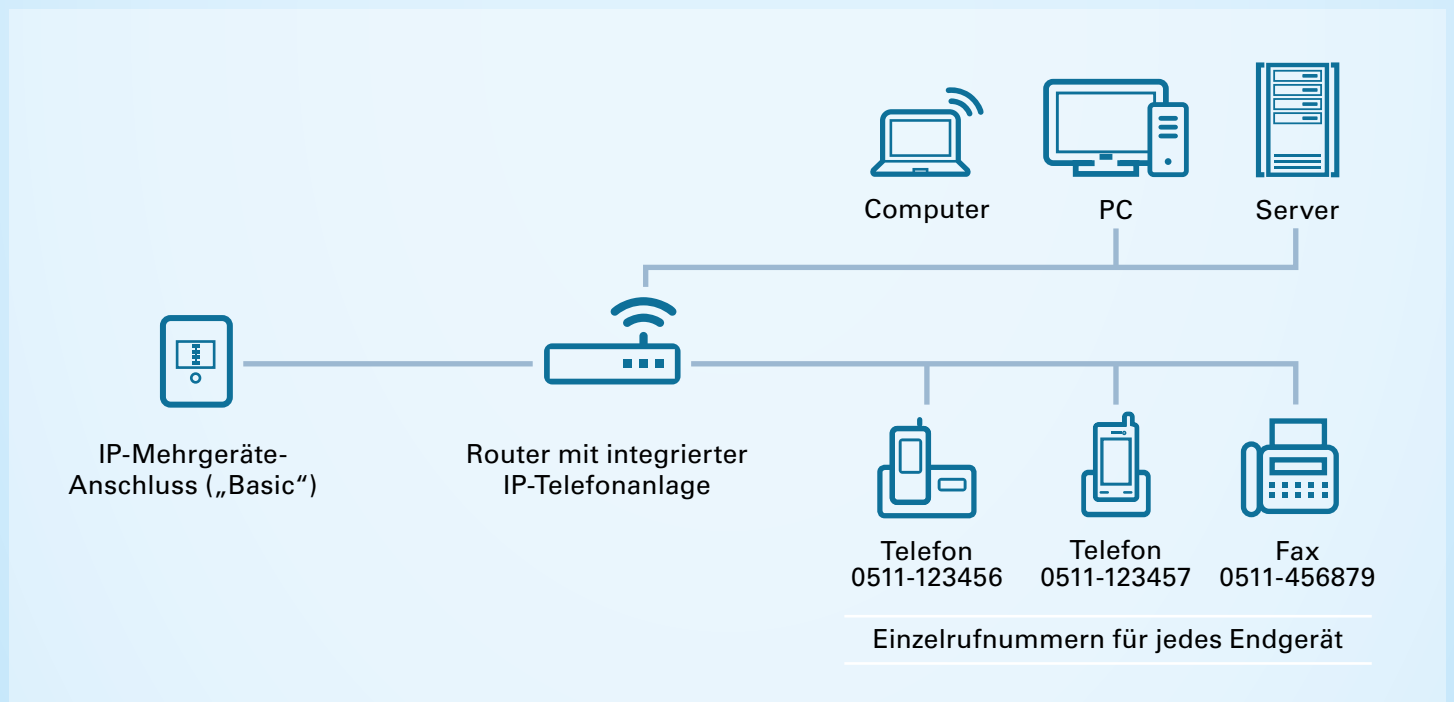 Computer
PC
Server
IP-Mehrgeräte-
Anschluss („Basic“)
Router mit integrierter
IP-Telefonanlage
Telefon
0511-123456
Telefon
0511-123457
Fax
0511-456879
Einzelrufnummern für jedes Endgerät